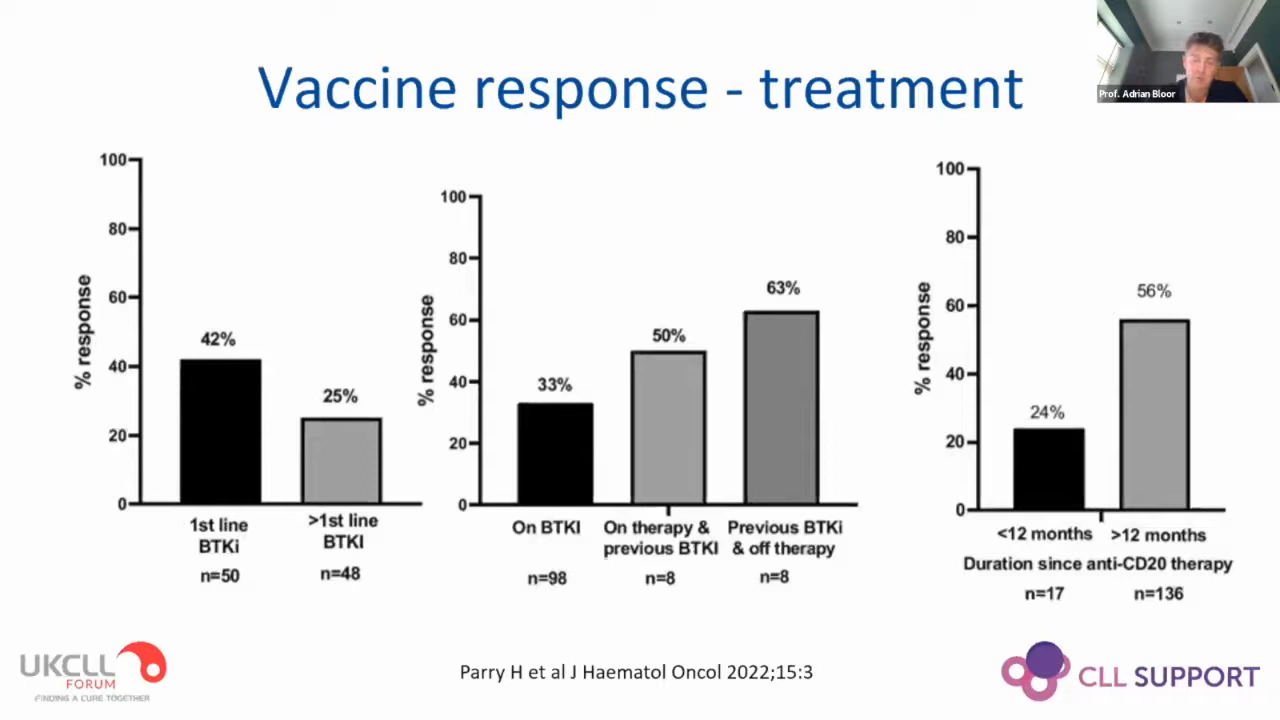 Prof. Adrian Bloor
Vaccine response - treatment
100
80
60
40
20
0
% response
42%
25%
1st line
BTKi
>1st line
BTKI
n=50
n=48
100
80
60
40
20
0
% response
33%
50%
63%
On BTKI
On therapy &
previous BTKI
Previous BTKi
& off therapy
n=98
n=8
n=8
100
80
60
40
20
0
% response
24%
56%
<12 months
>12 months
Duration since anti-CD20 therapy
n=17
n=136
UKCLL
FORUM
FINDING A CURE TOGETHER
Parry H et al J Haematol Oncol 2022;15:3
CLL SUPPORT